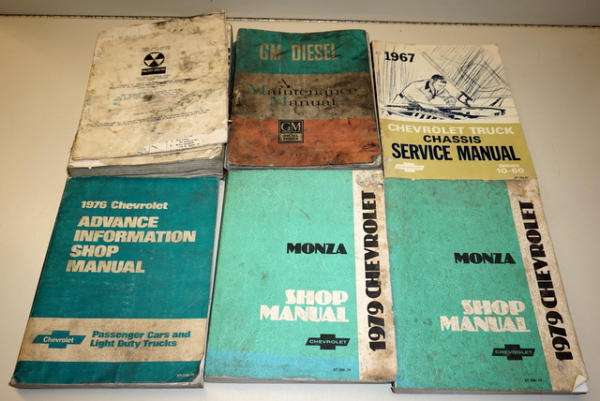 GM DIESEL
A
Maintenance
Manual
GM
1967
CHEVROLET TRUCK
CHASSIS
SERVICE MANUAL
10-60
1976 Chevrolet
ADVANCE
INFORMATION
SHOP
MANUAL
Chevrolet
Passenger Cars and
Light Duty Trucks
MONZA
SHOP
MANUAL
CHEVROLET
1979 CHEVROLET
MONZA
SHOP
MANUAL
CHEVROLET
1979 CHEVROLET